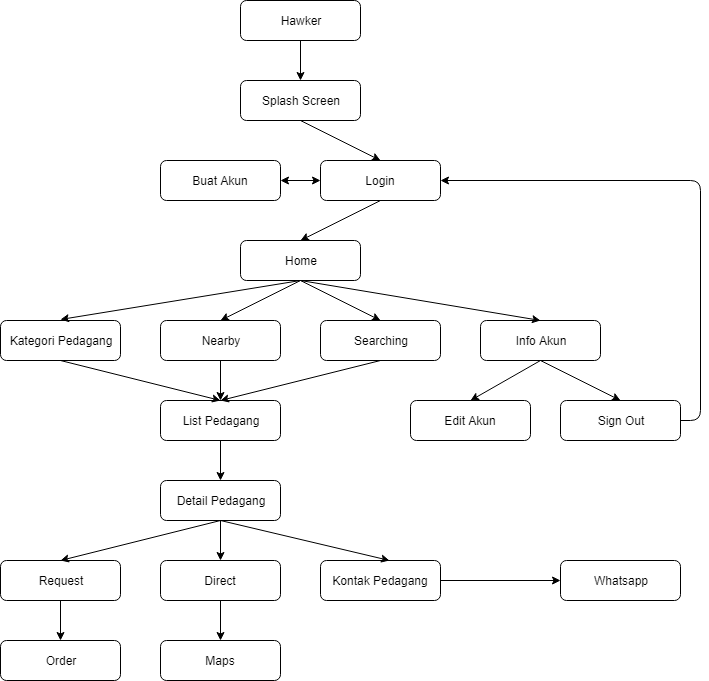 Hawker
Splash Screen
Buat Akun
Login
Home
Kategori Pedagang
Nearby
Searching
Info Akun
List Pedagang
Edit Akun
Sign Out
Detail Pedagang
Request
Direct
Kontak Pedagang
Whatsapp
Order
Maps